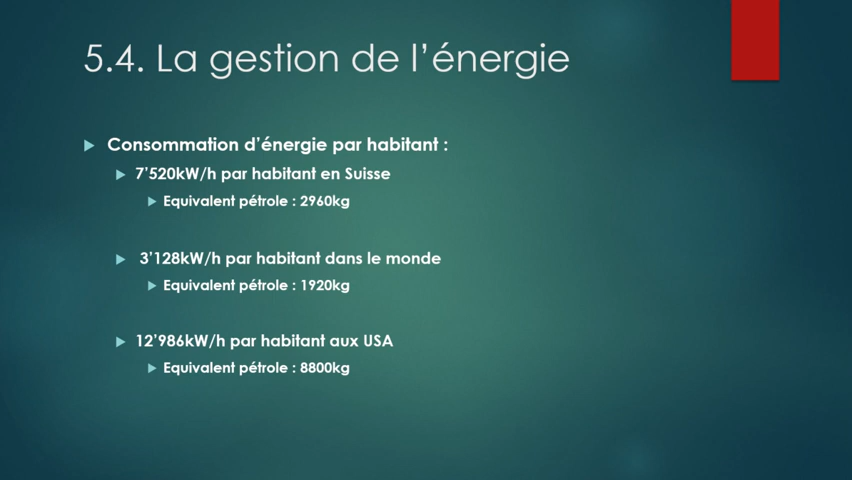 5.4. La gestion de l’énergie
Consommation d’énergie par habitant :
7’520kW/h par habitant en Suisse
Equivalent pétrole : 2960kg
3’128kW/h par habitant dans le monde
Equivalent pétrole : 1920kg
12’986kW/h par habitant aux USA
Equivalent pétrole : 8800kg